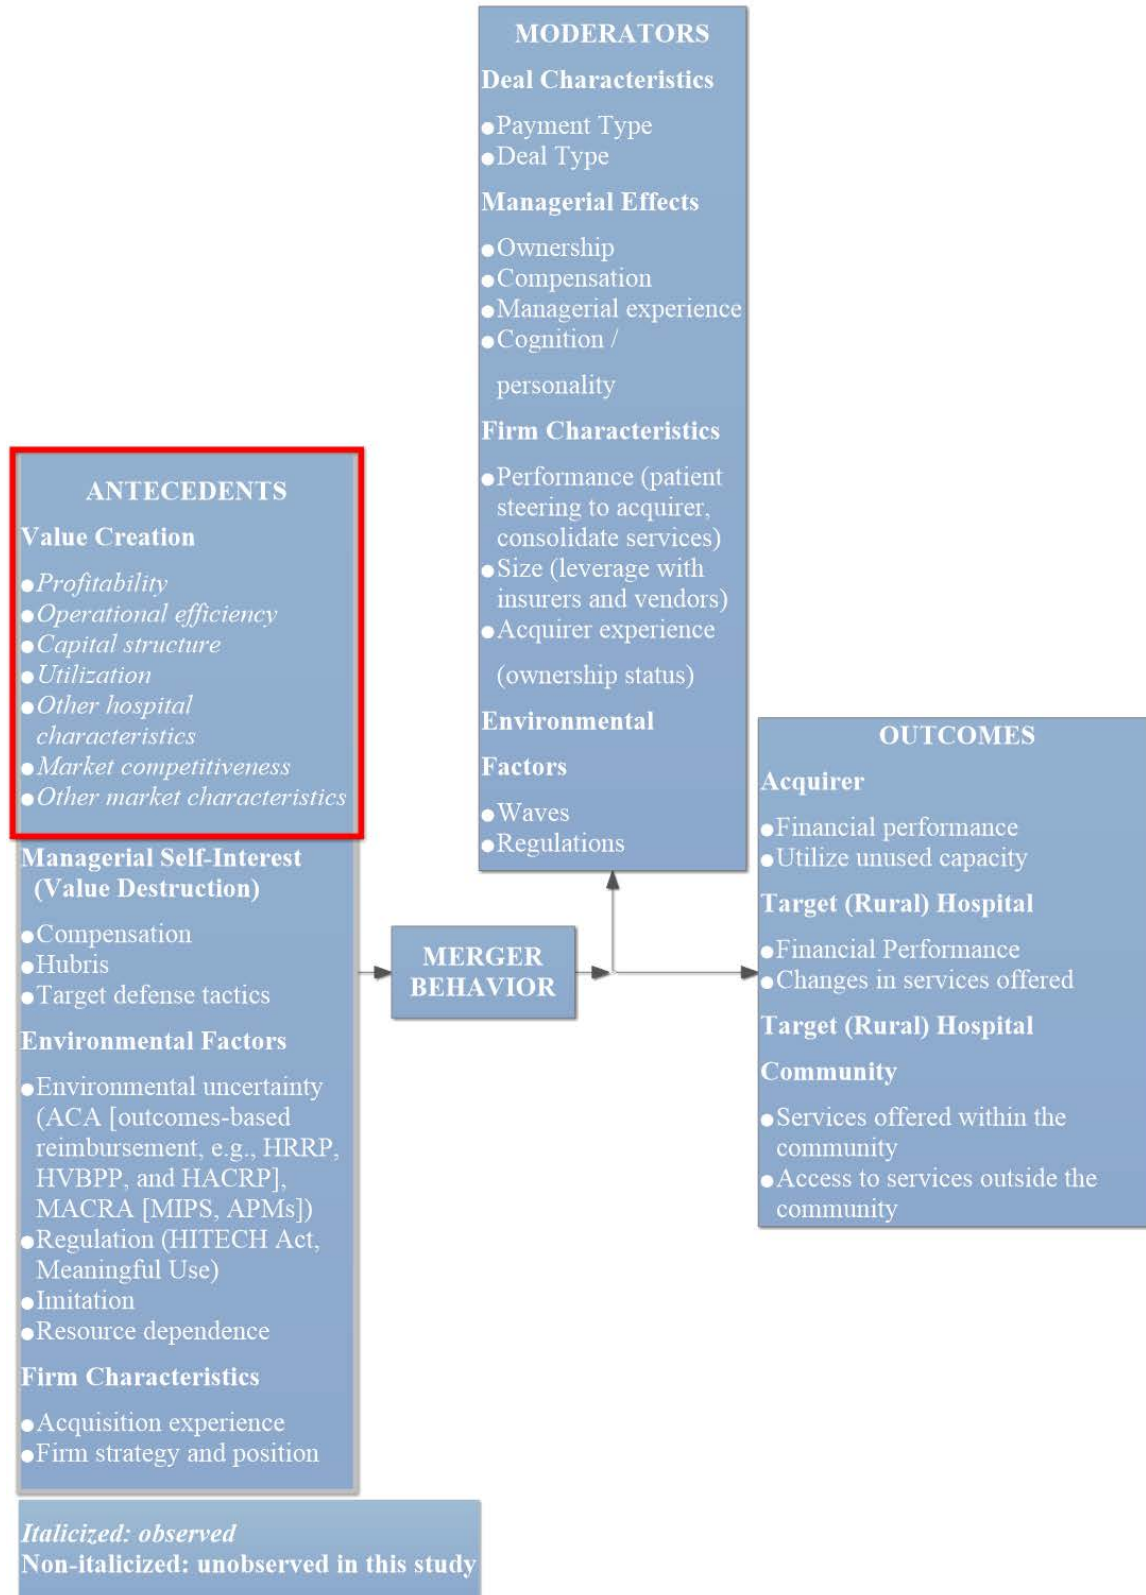 MODERATORS
Deal Characteristics
●Payment Type
●Deal Type
Managerial Effects
●Ownership
●Compensation
●Managerial experience
●Cognition /
personality
Firm Characteristics
●Performance (patient
steering to acquirer,
consolidate services)
●Size (leverage with
insurers and vendors)
●Acquirer experience
(ownership status)
Environmental
Factors
●Waves
●Regulations
ANTECEDENTS
Value Creation
●Profitability
●Operational efficiency
●Capital structure
●Utilization
●Other hospital
characteristics
●Market competitiveness
●Other market characteristics
Managerial Self-Interest
(Value Destruction)
●Compensation
●Hubris
●Target defense tactics
Environmental Factors
●Environmental uncertainty
(ACA [outcomes-based
reimbursement, e.g., HRRP,
HVBPP, and HACRP],
MACRA [MIPS, APMs])
●Regulation (HITECH Act,
Meaningful Use)
●Imitation
●Resource dependence
Firm Characteristics
●Acquisition experience
●Firm strategy and position
MERGER
BEHAVIOR
OUTCOMES
Acquirer
●Financial performance
●Utilize unused capacity
Target (Rural) Hospital
●Financial Performance
●Changes in services offered
Target (Rural) Hospital
Community
●Services offered within the
community
●Access to services outside the
community
Italicized: observed
Non-italicized: unobserved in this study